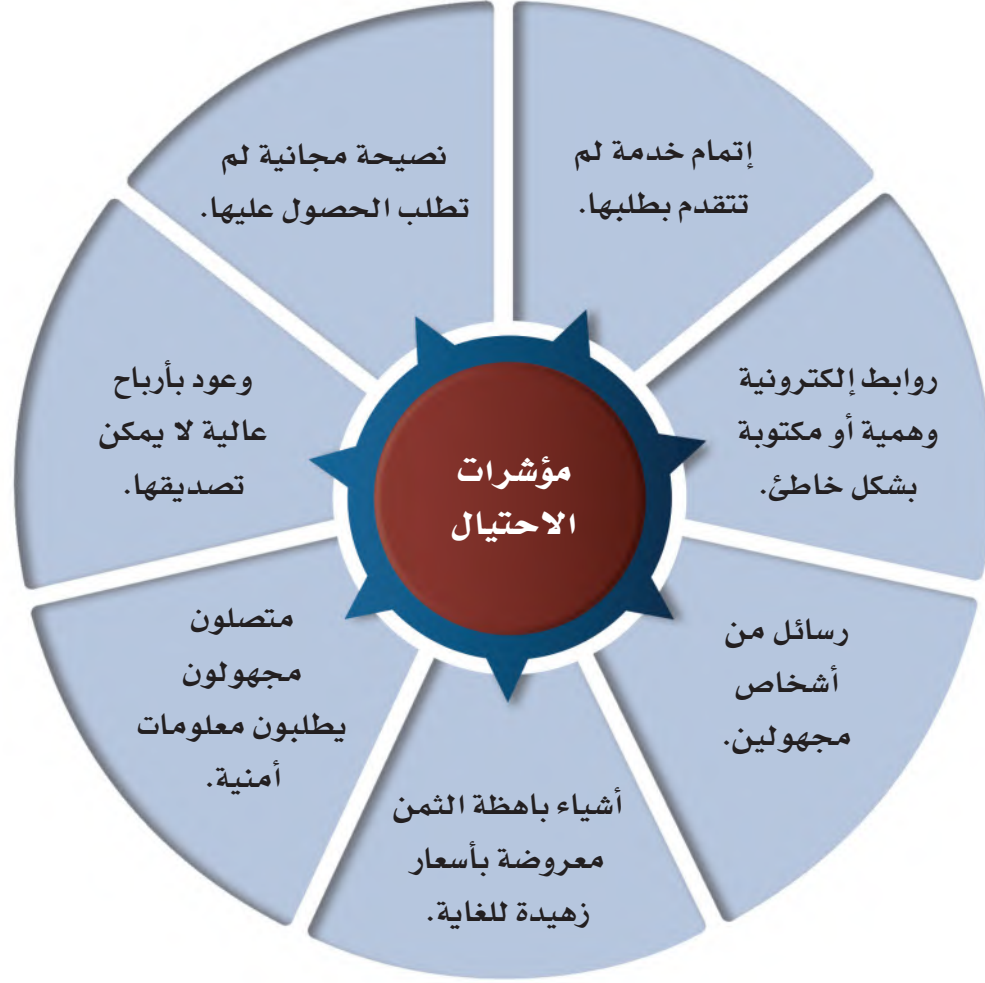 مؤشرات
الاحتيال
إتمام خدمة لم
تتقدم بطلبها.
روابط إلكترونية
وهمية أو مكتوبة
بشكل خاطئ.
رسائل من
أشخاص
مجهولين.
أشياء باهظة الثمن
معروضة بأسعار
زهيدة للغاية.
متصلون
مجهولون
يطلبون معلومات
أمنية.
وعود بأرباح
عالية لا يمكن
تصديقها.
نصيحة مجانية لم
تطلب الحصول عليها.